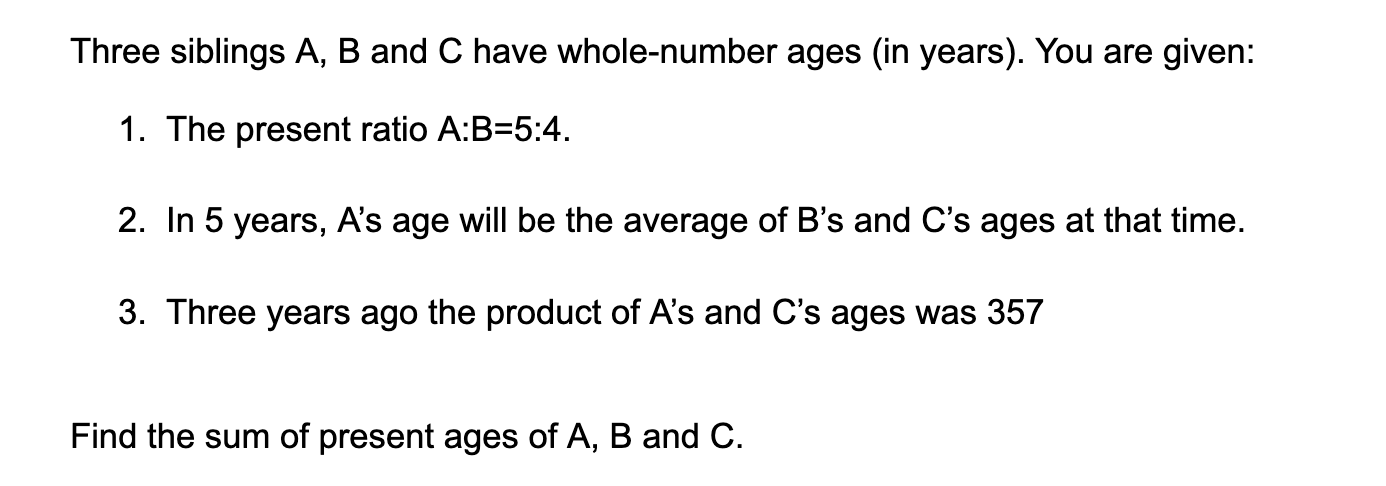 Three siblings A, B and C have whole-number ages (in years). You are given:
1. The present ratio A:B=5:4.
2. In 5 years, A’s age will be the average of B’s and C’s ages at that time.
3. Three years ago the product of A’s and C’s ages was 357
Find the sum of present ages of A, B and C.